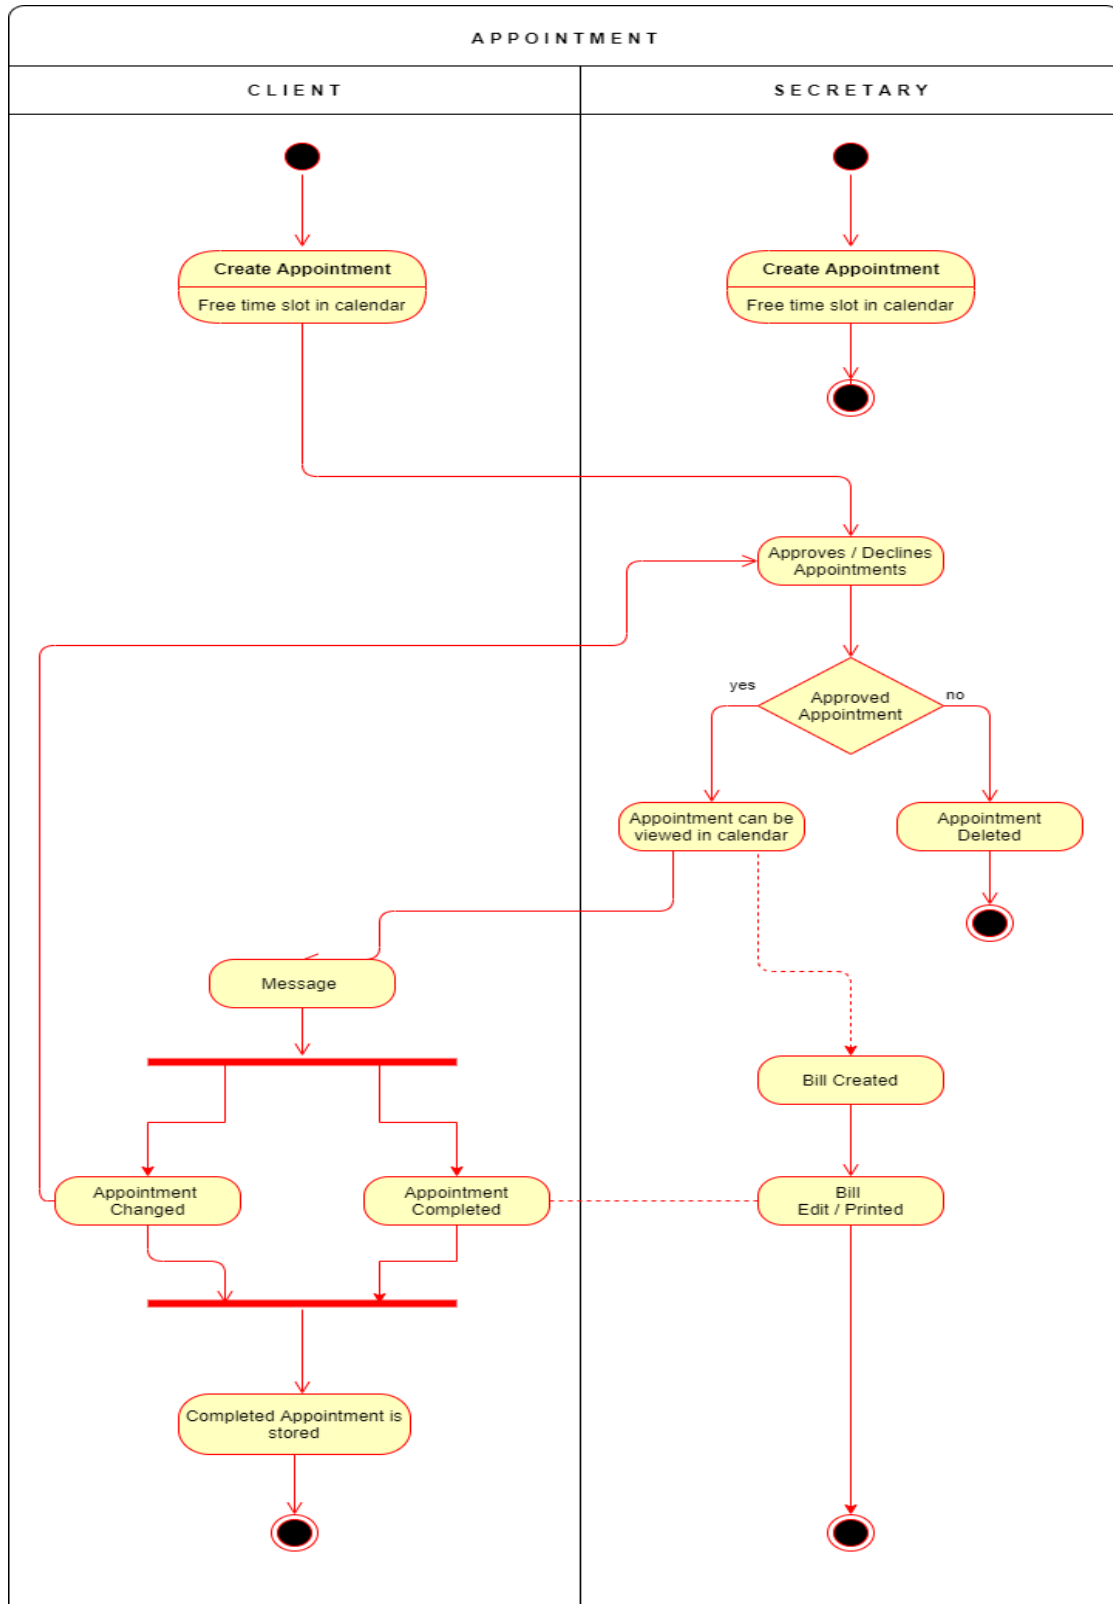 APPOINTMENT
CLIENT
SECRETARY
Create Appointment
Free time slot in calendar
Create Appointment
Free time slot in calendar
Approves / Declines
Appointments
yes
Approved
Appointment
no
Appointment can be
viewed in calendar
Appointment
Deleted
Message
Bill Created
Appointment
Changed
Appointment
Completed
Bill
Edit / Printed
Completed Appointment is
stored